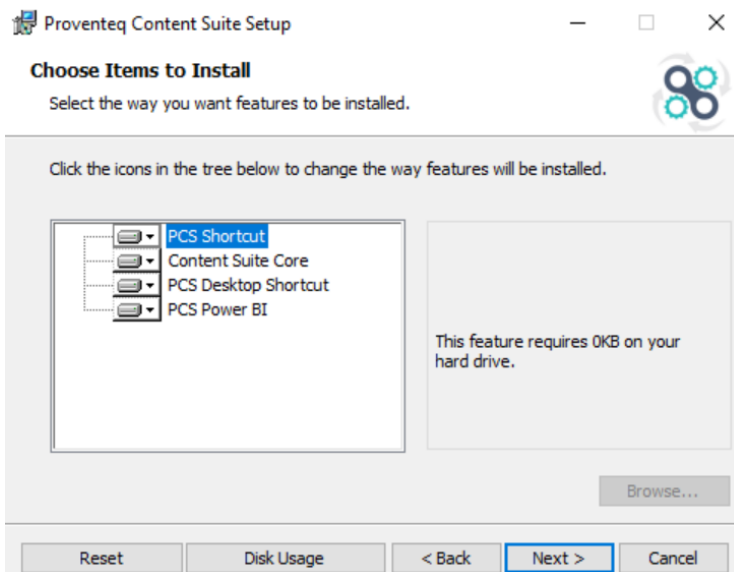 Proventeq Content Suite Setup
Choose Items to Install
Select the way you want features to be installed.
Click the icons in the tree below to change the way features will be installed.
PCS Shortcut
Content Suite Core
PCS Desktop Shortcut
PCS Power BI
This feature requires 0KB on your
hard drive.
Browse...
Reset
Disk Usage
< Back
Next >
Cancel